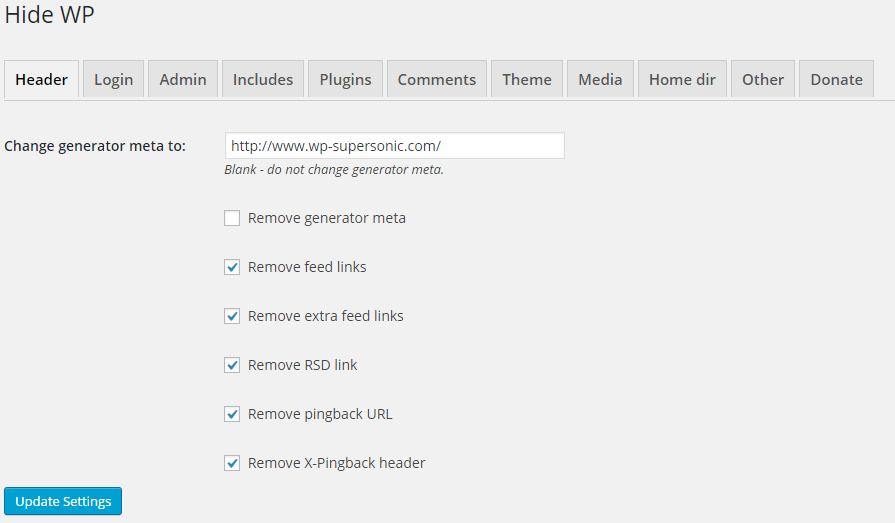 Hide WP
Header Login Admin Includes Plugins Comments Theme Media Home dir Other Donate
Change generator meta to: http://www.wp-supersonic.com/
Blank - do not change generator meta.
Remove generator meta
Remove feed links
Remove extra feed links
Remove RSD link
Remove pingback URL
Remove X-Pingback header
Update Settings